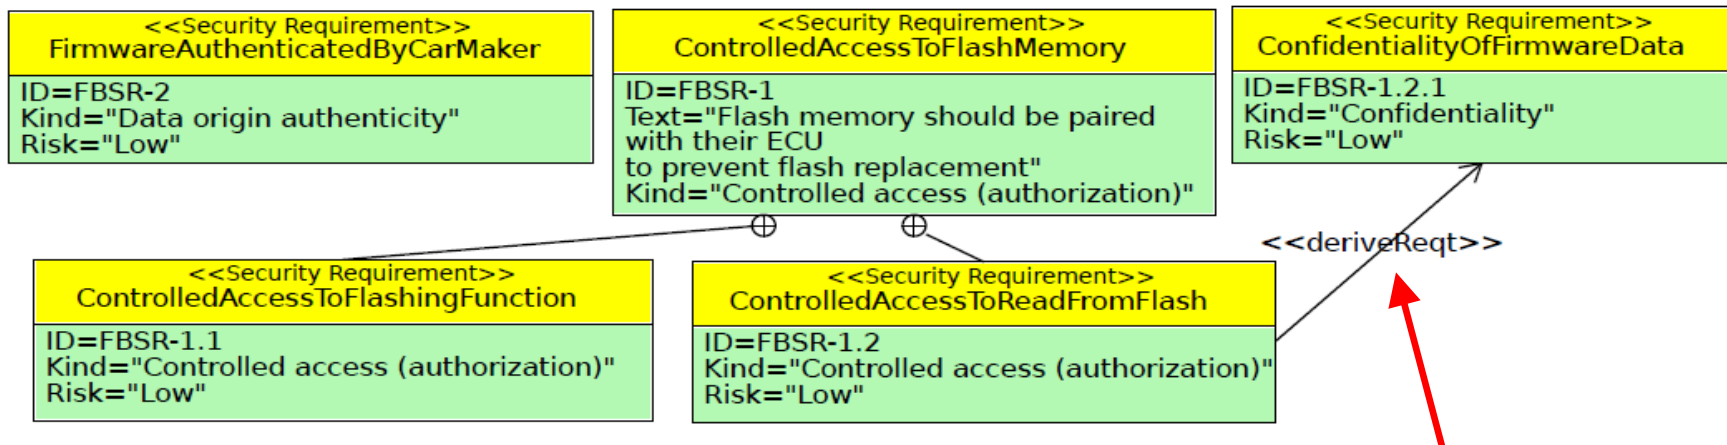 <<Security Requirement>>
FirmwareAuthenticatedByCarMaker
ID=FBSR-2
Kind="Data origin authenticity"
Risk="Low"
<<Security Requirement>>
ControlledAccessToFlashMemory
ID=FBSR-1
Text="Flash memory should be paired
with their ECU
to prevent flash replacement"
Kind="Controlled access (authorization)"
<<Security Requirement>>
ConfidentialityOfFirmwareData
ID=FBSR-1.2.1
Kind="Confidentiality"
Risk="Low"
<<deriveReqt>>
<<Security Requirement>>
ControlledAccessToFlashingFunction
ID=FBSR-1.1
Kind="Controlled access (authorization)"
Risk="Low"
<<Security Requirement>>
ControlledAccessToReadFromFlash
ID=FBSR-1.2
Kind="Controlled access (authorization)"
Risk="Low"